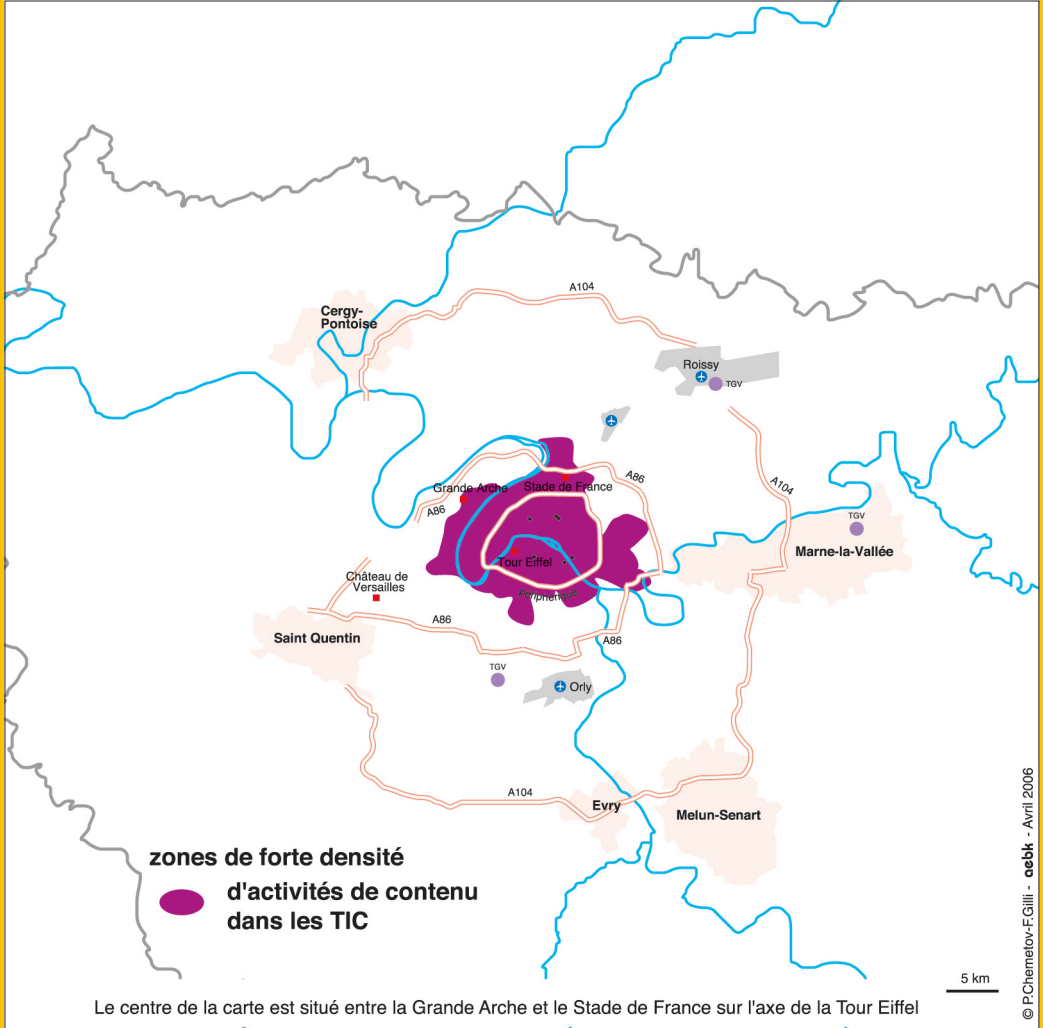 A104
Cergy-
Pontoise
Roissy
TGV
Grande Arche
Stade de France
A86
A86
A104
TGV
Marne-la-Vallée
Tour Eiffel
Périphérique
Château de
Versailles
A86
A86
Saint Quentin
TGV
Orly
A104
Evry
Melun-Senart
zones de forte densité
d'activités de contenu
dans les TIC
5 km
© P.Chemetov-F.Gilli - aebk - Avril 2006
Le centre de la carte est situé entre la Grande Arche et le Stade de France sur l'axe de la Tour Eiffel